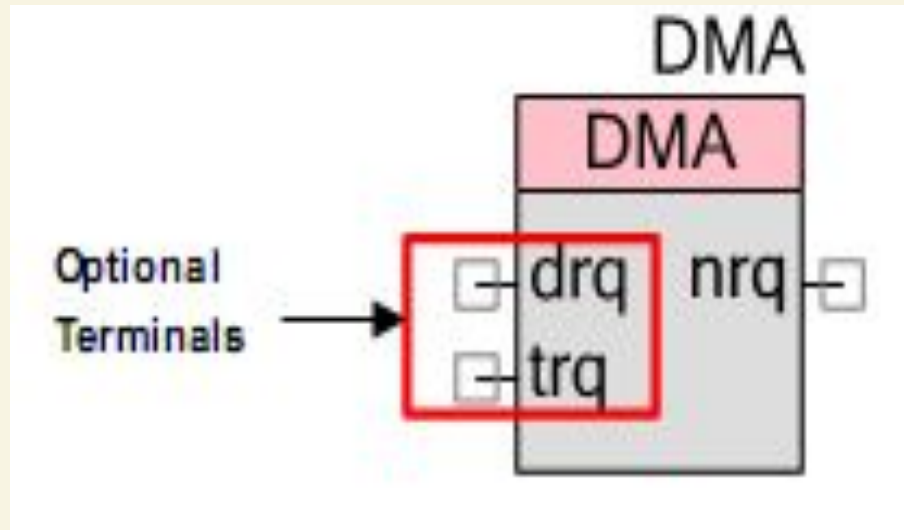 DMA
DMA
Optional
Terminals
drq
nrq
trq